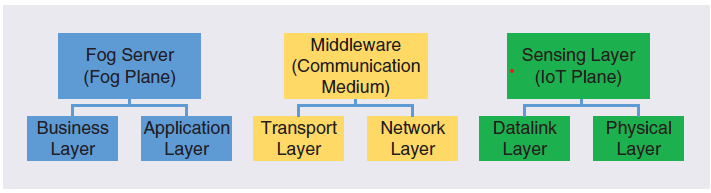 Fog Server
(Fog Plane)
Middleware
(Communication
Medium)
Sensing Layer
(IoT Plane)
Business
Layer
Application
Layer
Transport
Layer
Network
Layer
Datalink
Layer
Physical
Layer